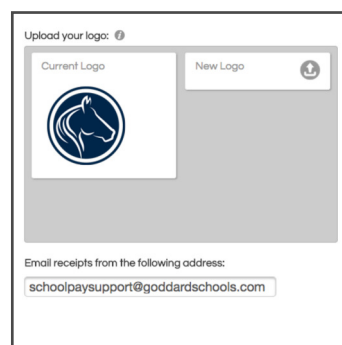 Upload your logo:
Current Logo
New Logo
Email receipts from the following address:
schoolpaysupport@goddardschools.com